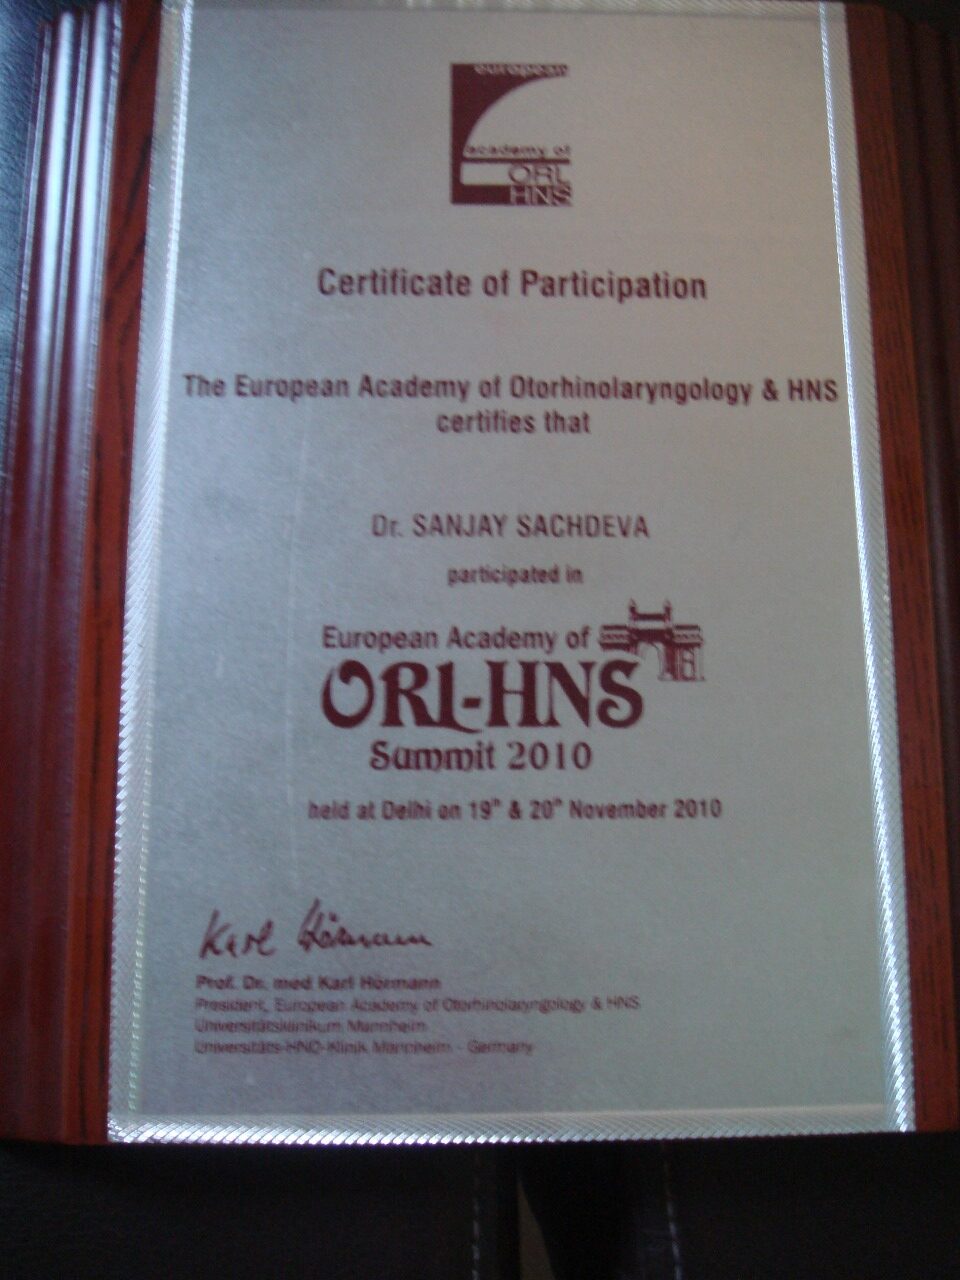 european
academy of
ORL
HNS
Certificate of Participation
The European Academy of Otorhinolaryngology & HNS
certifies that
Dr. SANJAY SACHDEVA
participated in
European Academy of
ORL-HNS
Summit 2010
held at Delhi on 19th & 20th November 2010
Karl Hörmann
Prof. Dr. med Karl Hörmann
President, European Academy of Otorhinolaryngology & HNS
Universitätsklinikum Mannheim
Universitäts-HNO-Klinik Mannheim - Germany